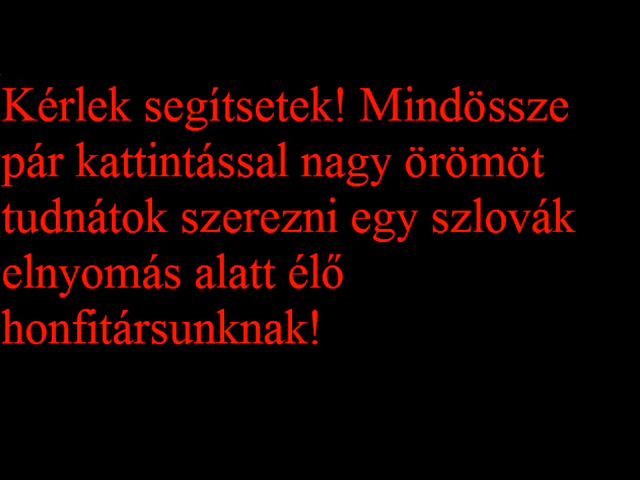 Kérlek segítsetek! Mindössze
pár kattintással nagy örömöt
tudnátok szerezni egy szlovák
elnyomás alatt élő
honfitársunknak!